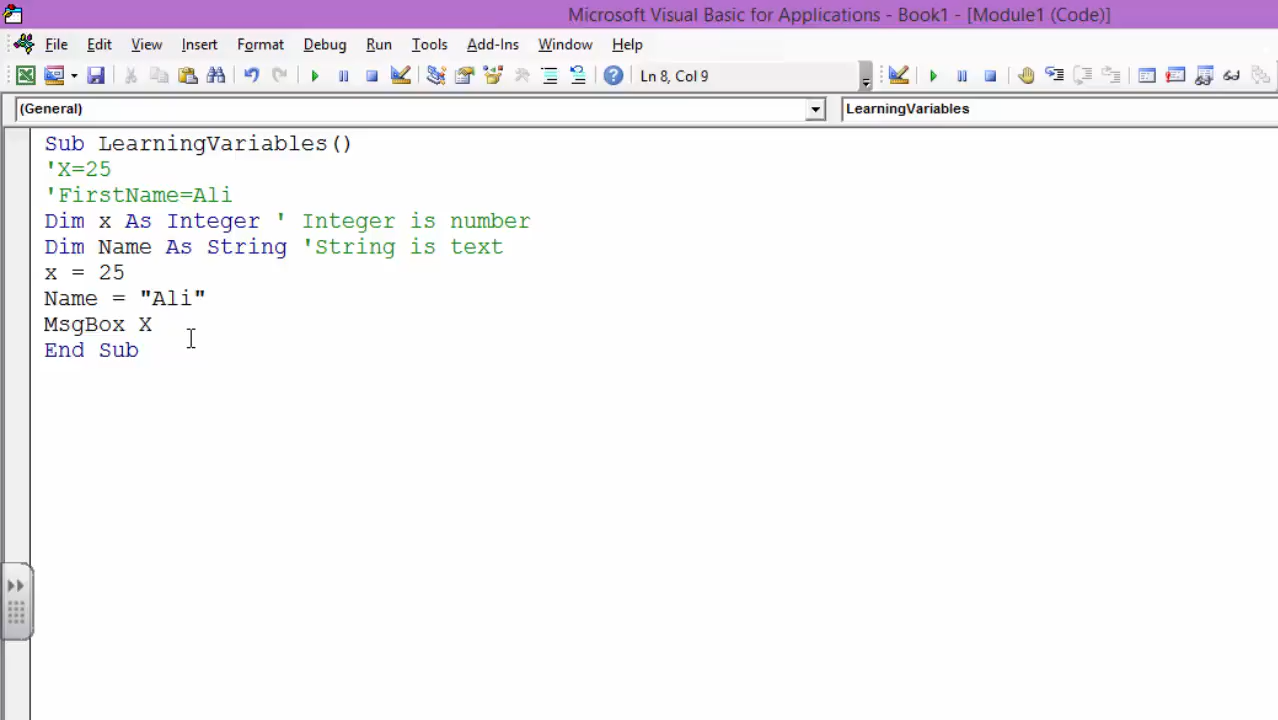 Microsoft Visual Basic for Applications - Book1 - [Module1 (Code)]
File Edit View Insert Format Debug Run Tools Add-Ins Window Help
Ln 8, Col 9
(General) LearningVariables
Sub LearningVariables()
'X=25
'FirstName=Ali
Dim x As Integer ' Integer is number
Dim Name As String 'String is text
x = 25
Name = "Ali"
MsgBox X
End Sub